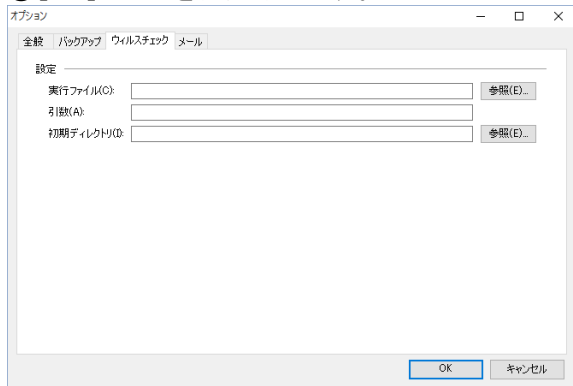 オプション
全般 バックアップ ウィルスチェック メール
設定
実行ファイル(C): 参照(E)...
引数(A):
初期ディレクトリ(I): 参照(E)...
OK キャンセル